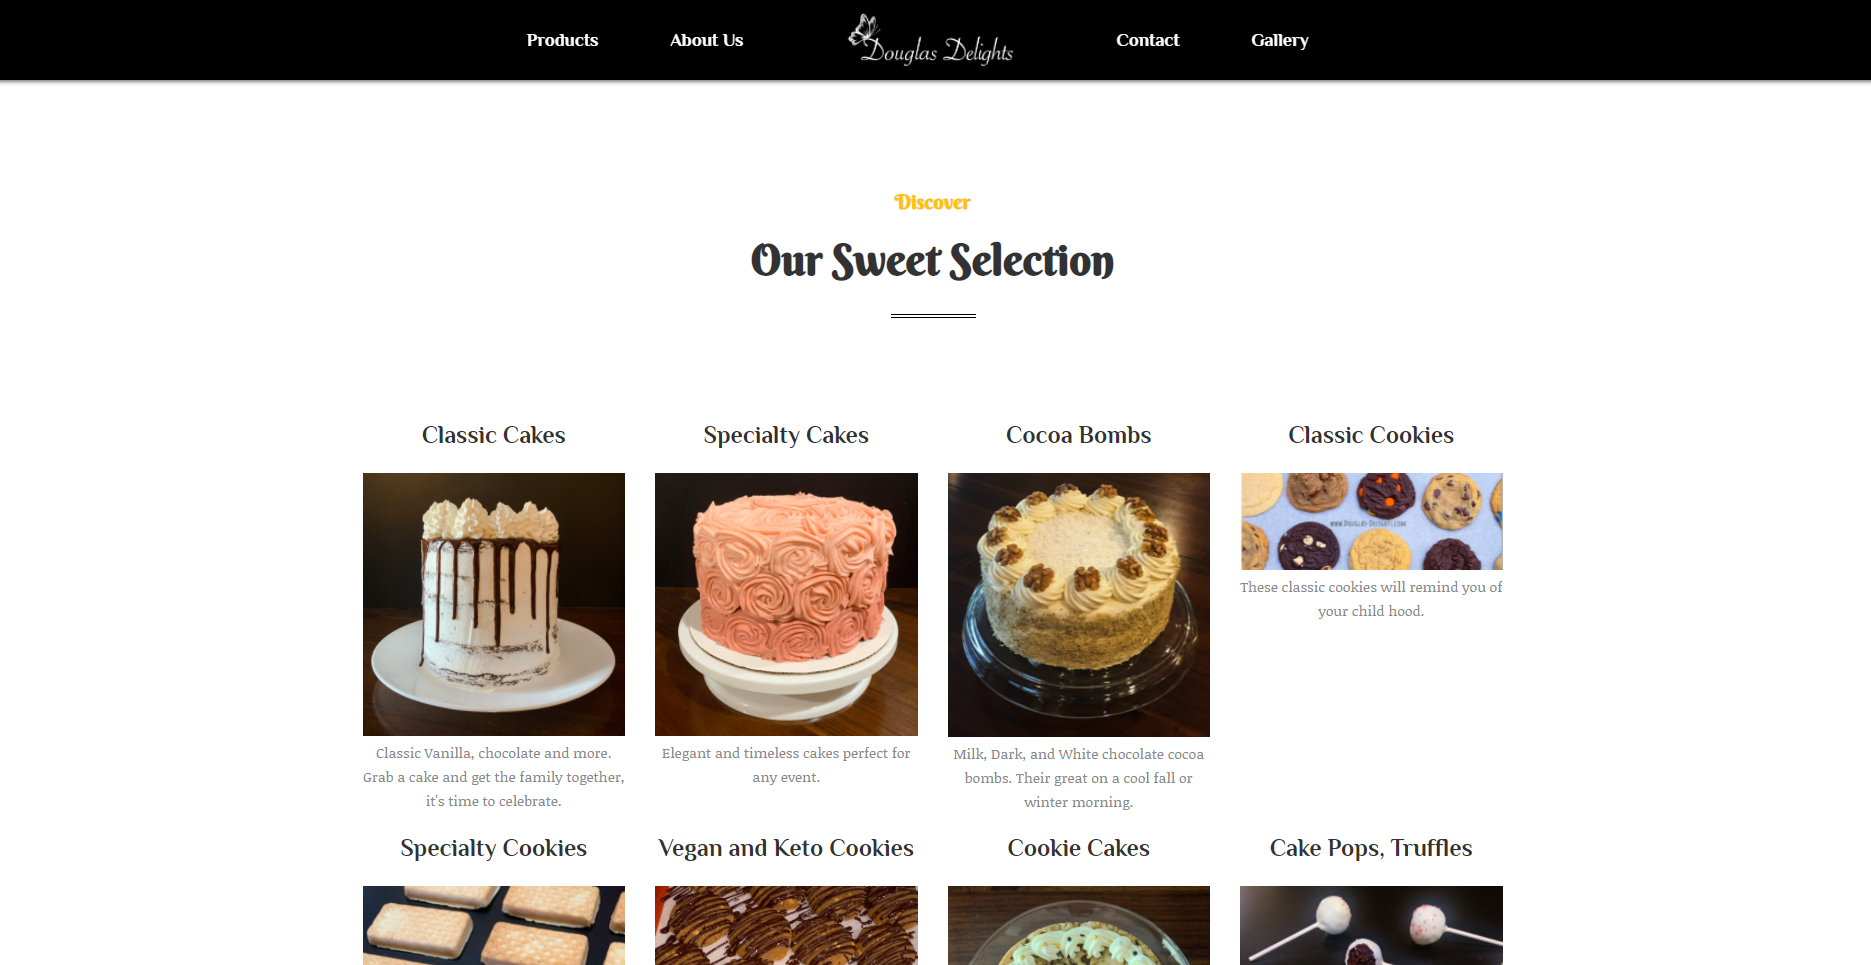 Products About Us Douglas Delights Contact Gallery
Discover
Our Sweet Selection
Classic Cakes
Specialty Cakes
Cocoa Bombs
Classic Cookies
www.Douglas-Delights.com
Classic Vanilla, chocolate and more.
Grab a cake and get the family together,
it's time to celebrate.
Elegant and timeless cakes perfect for
any event.
Milk, Dark, and White chocolate cocoa
bombs. Their great on a cool fall or
winter morning.
These classic cookies will remind you of
your child hood.
Specialty Cookies
Vegan and Keto Cookies
Cookie Cakes
Cake Pops, Truffles